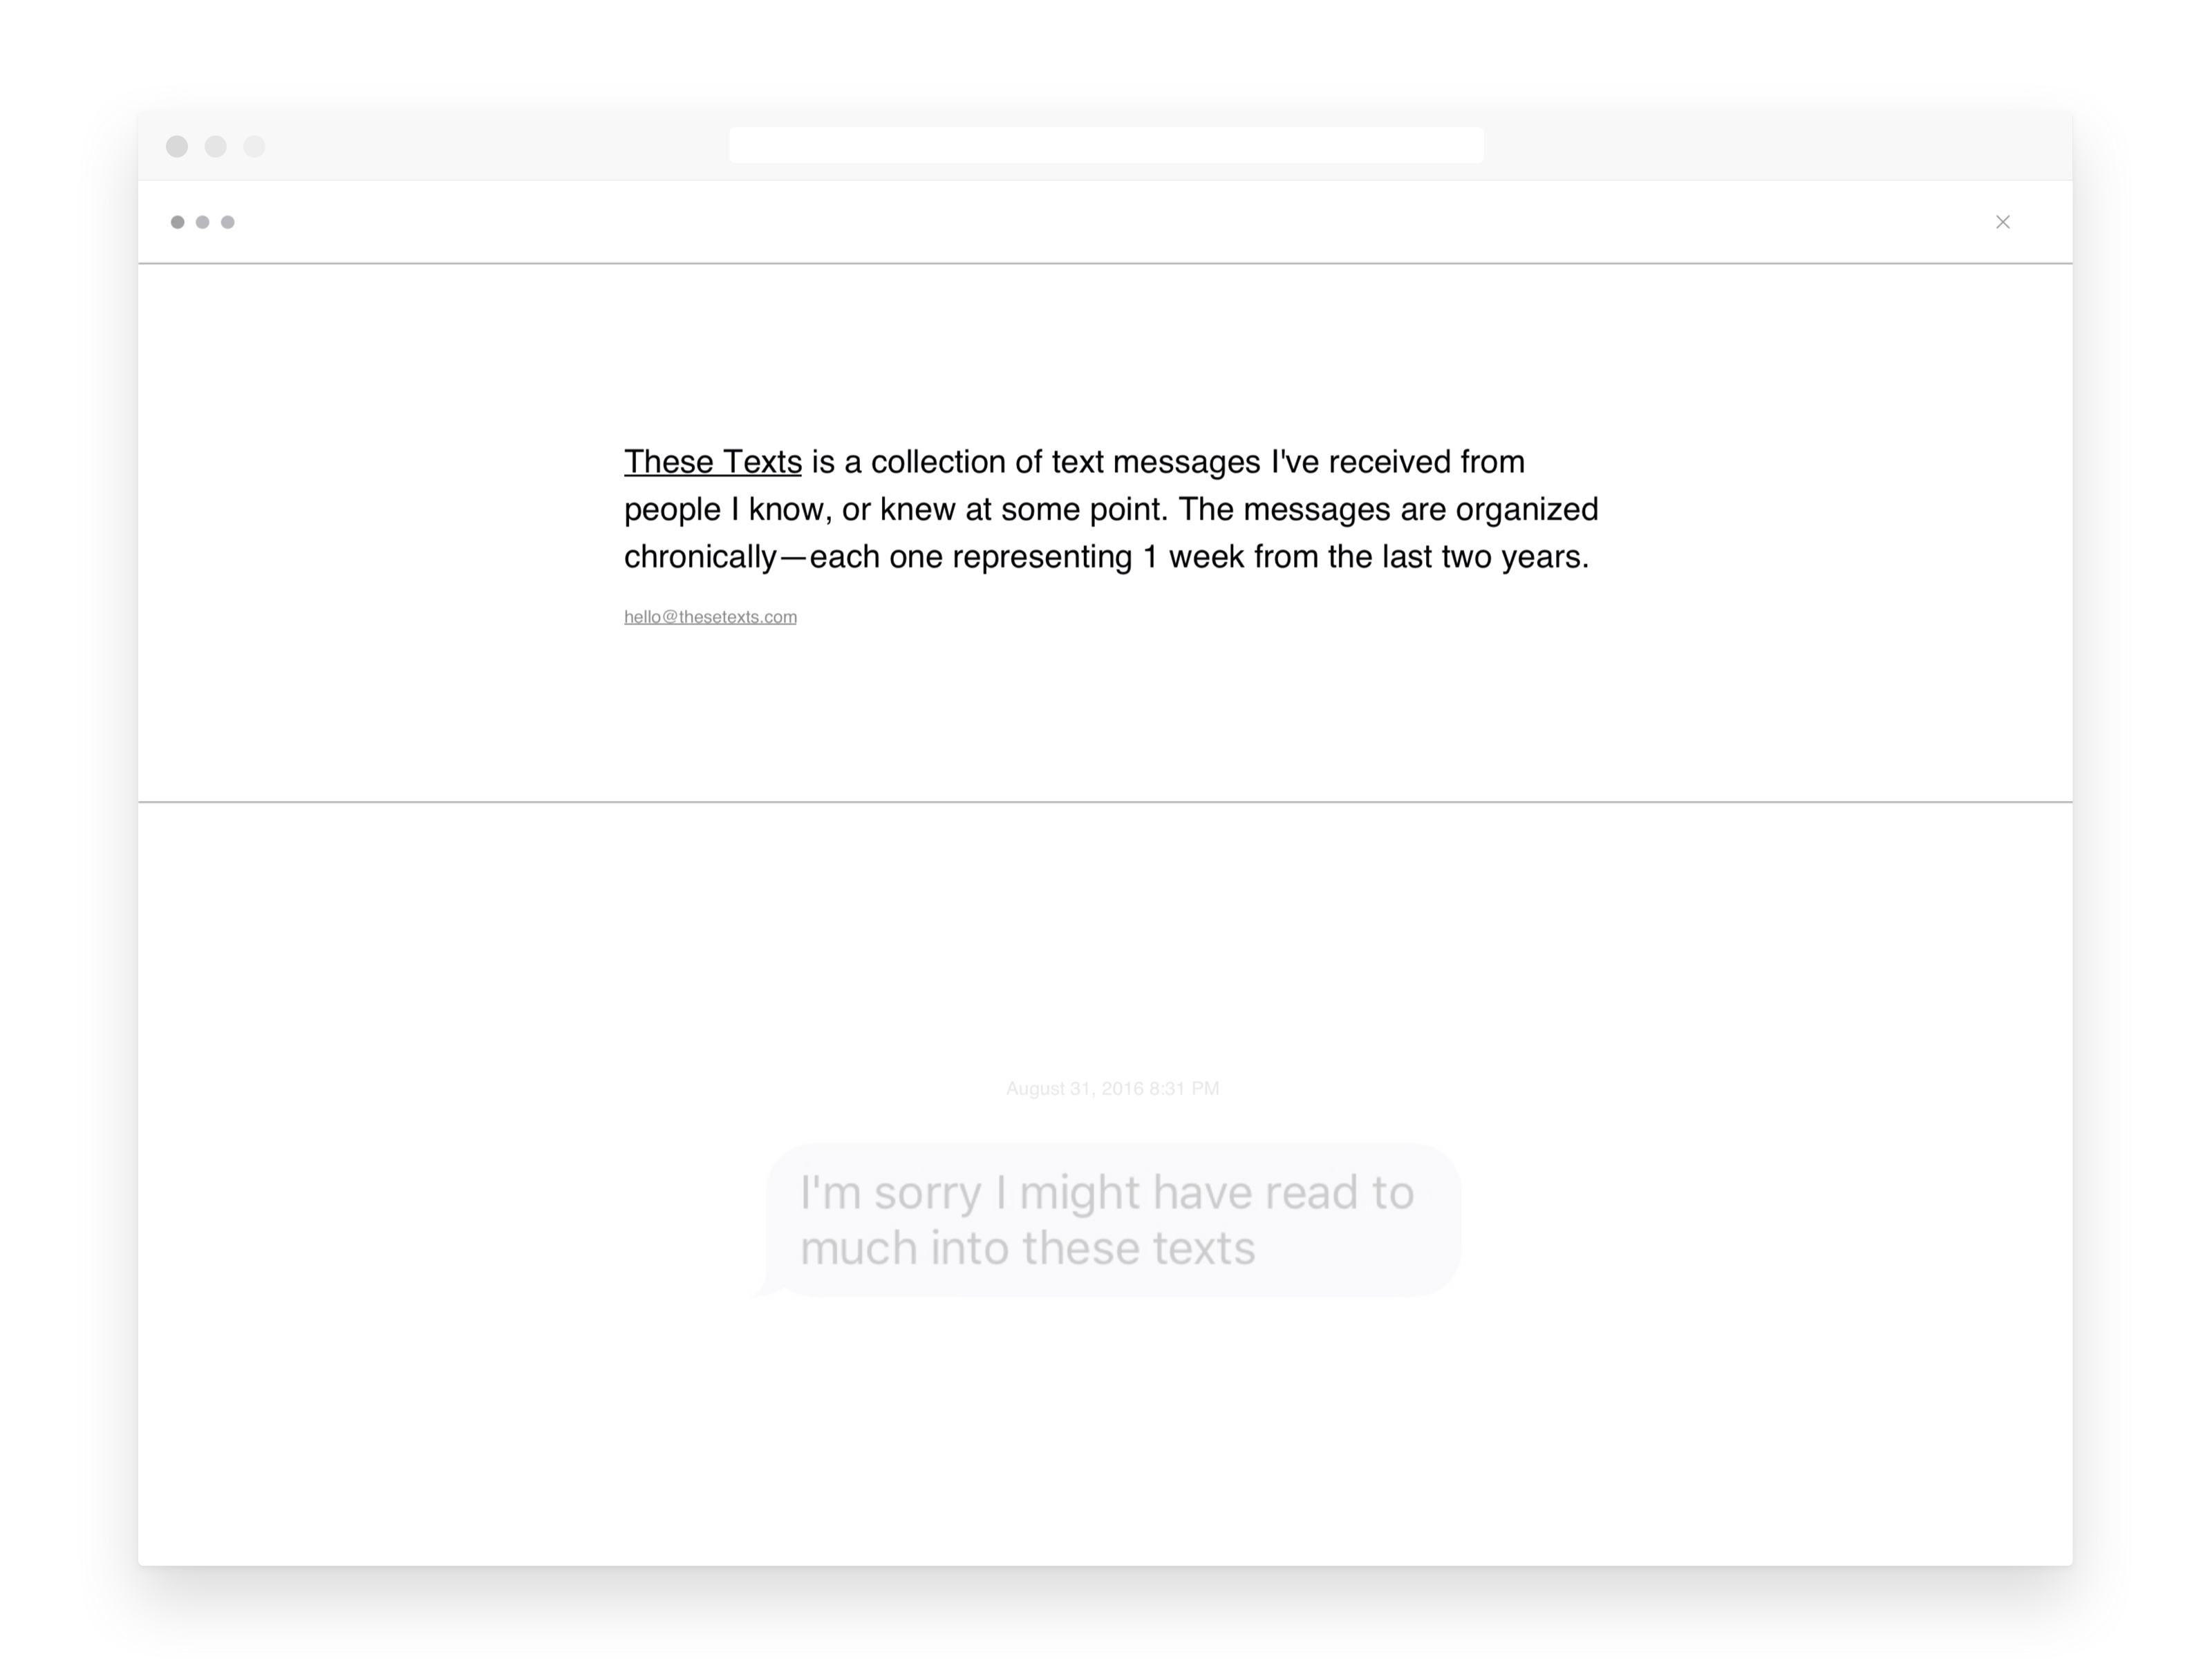 These Texts is a collection of text messages I've received from
people I know, or knew at some point. The messages are organized
chronically—each one representing 1 week from the last two years.
hello@thesetexts.com
August 31, 2016 8:31 PM
I'm sorry I might have read to
much into these texts